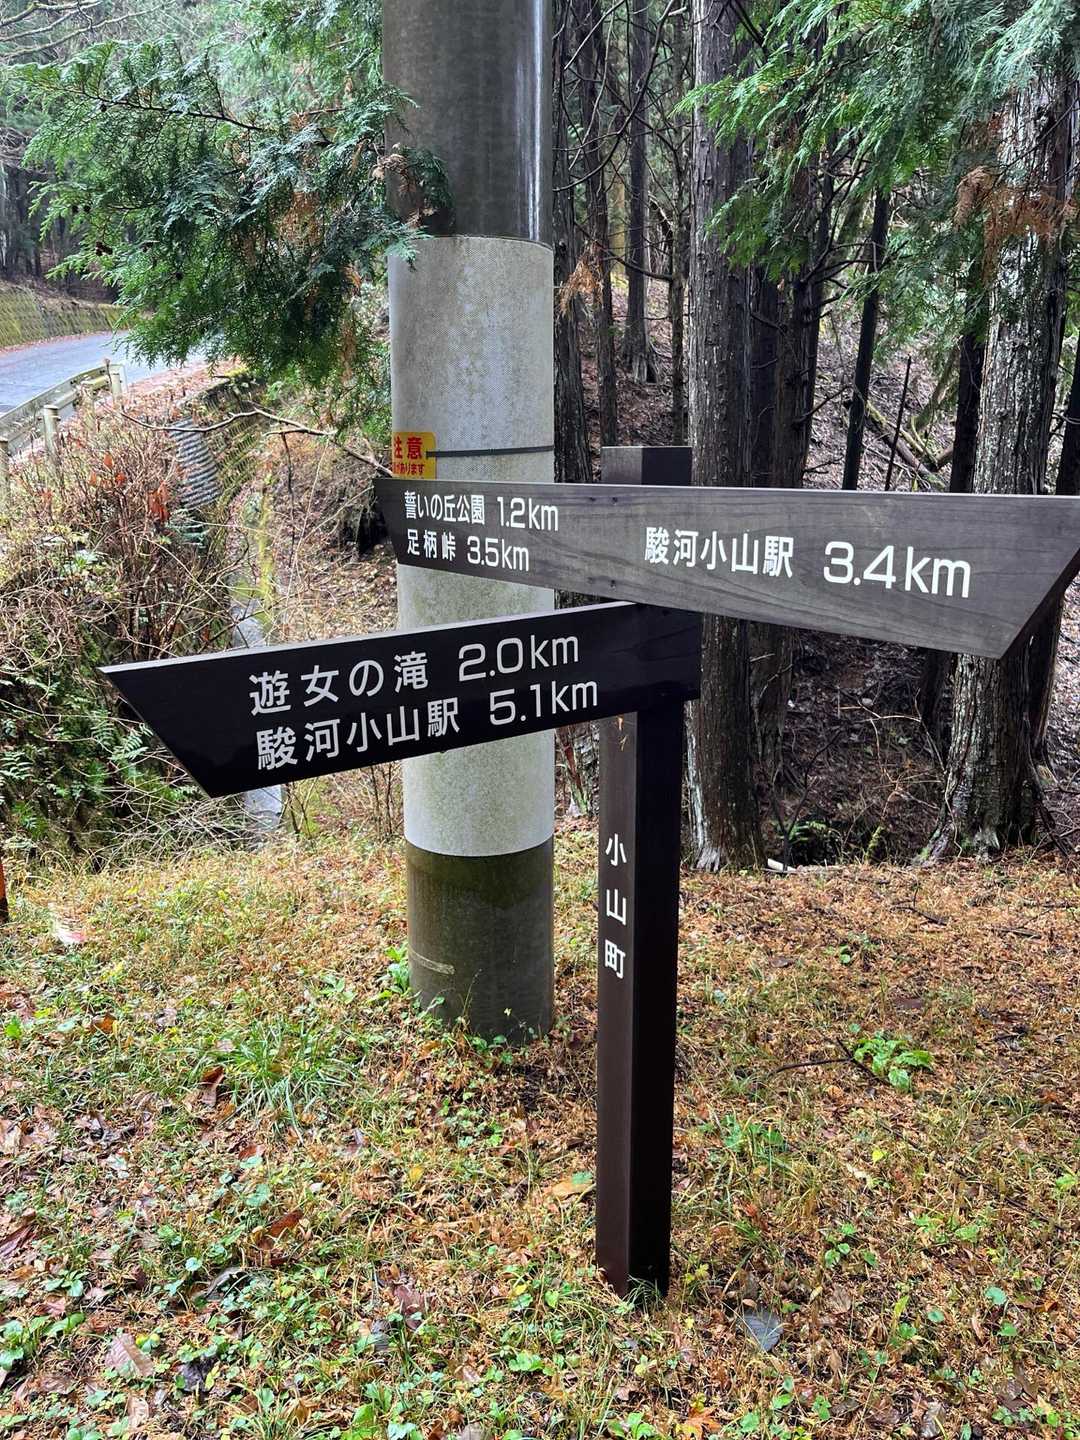 注意
誓いの丘公園 1.2km
足柄峠 3.5km
駿河小山駅 3.4km
遊女の滝 2.0km
駿河小山駅 5.1km
小山町